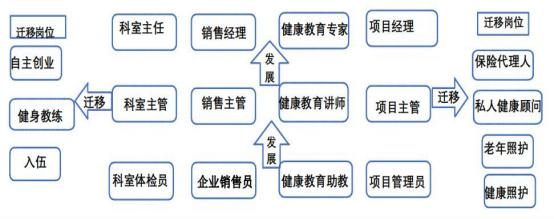 迁移岗位
科室主任
销售经理
健康教育专家
项目经理
迁移岗位
自主创业
发展
保险代理人
健身教练
迁移
科室主管
销售主管
健康教育讲师
项目主管
迁移
私人健康顾问
入伍
发展
老年照护
科室体检员
企业销售员
健康教育助教
项目管理员
健康照护